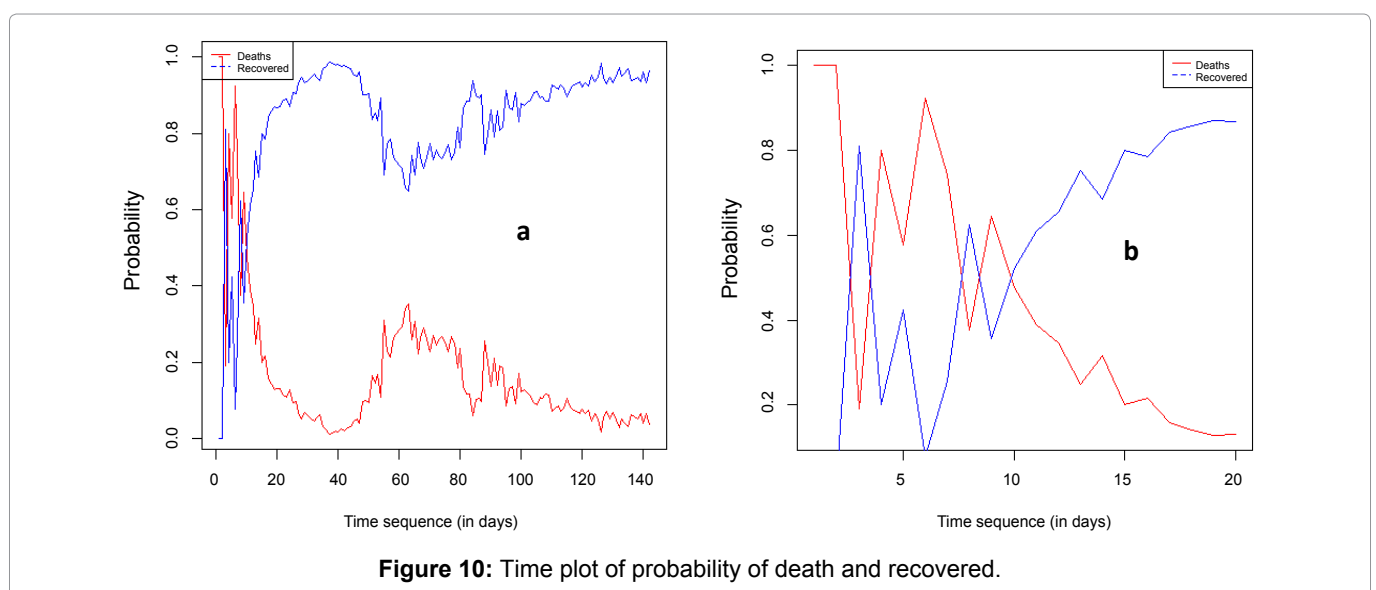 Deaths
Recovered
1.0
0.8
0.6
0.4
0.2
0.0
Probability
a
0 20 40 60 80 100 120 140
Time sequence (in days)
Deaths
Recovered
1.0
0.8
0.6
0.4
0.2
Probability
b
5 10 15 20
Time sequence (in days)
Figure 10: Time plot of probability of death and recovered.